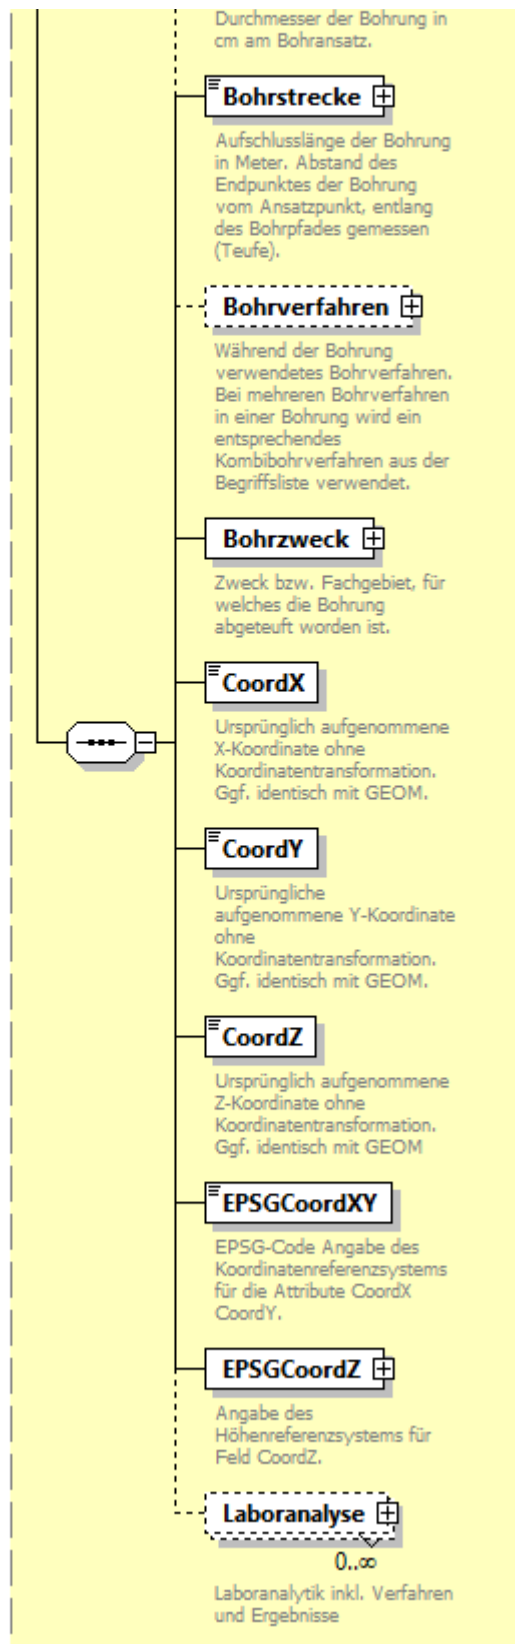 Durchmesser der Bohrung in
cm am Bohransatz.
Bohrstrecke
Aufschlusslänge der Bohrung
in Meter. Abstand des
Endpunktes der Bohrung
vom Ansatzpunkt, entlang
des Bohrpfades gemessen
(Teufe).
Bohrverfahren
Während der Bohrung
verwendetes Bohrverfahren.
Bei mehreren Bohrverfahren
in einer Bohrung wird ein
entsprechendes
Kombibohrverfahren aus der
Begriffsliste verwendet.
Bohrzweck
Zweck bzw. Fachgebiet, für
welches die Bohrung
abgeteuft worden ist.
CoordX
Ursprünglich aufgenommene
X-Koordinate ohne
Koordinatentransformation.
Ggf. identisch mit GEOM.
CoordY
Ursprüngliche
aufgenommene Y-Koordinate
ohne
Koordinatentransformation.
Ggf. identisch mit GEOM.
CoordZ
Ursprünglich aufgenommene
Z-Koordinate ohne
Koordinatentransformation.
Ggf. identisch mit GEOM
EPSGCoordXY
EPSG-Code Angabe des
Koordinatenreferenzsystems
für die Attribute CoordX
CoordY.
EPSGCoordZ
Angabe des
Höhenreferenzsystems für
Feld CoordZ.
Laboranalyse
0..∞
Laboranalytik inkl. Verfahren
und Ergebnisse